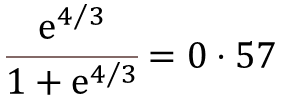 e^{4/3} / (1 + e^{4/3}) = 0 · 57